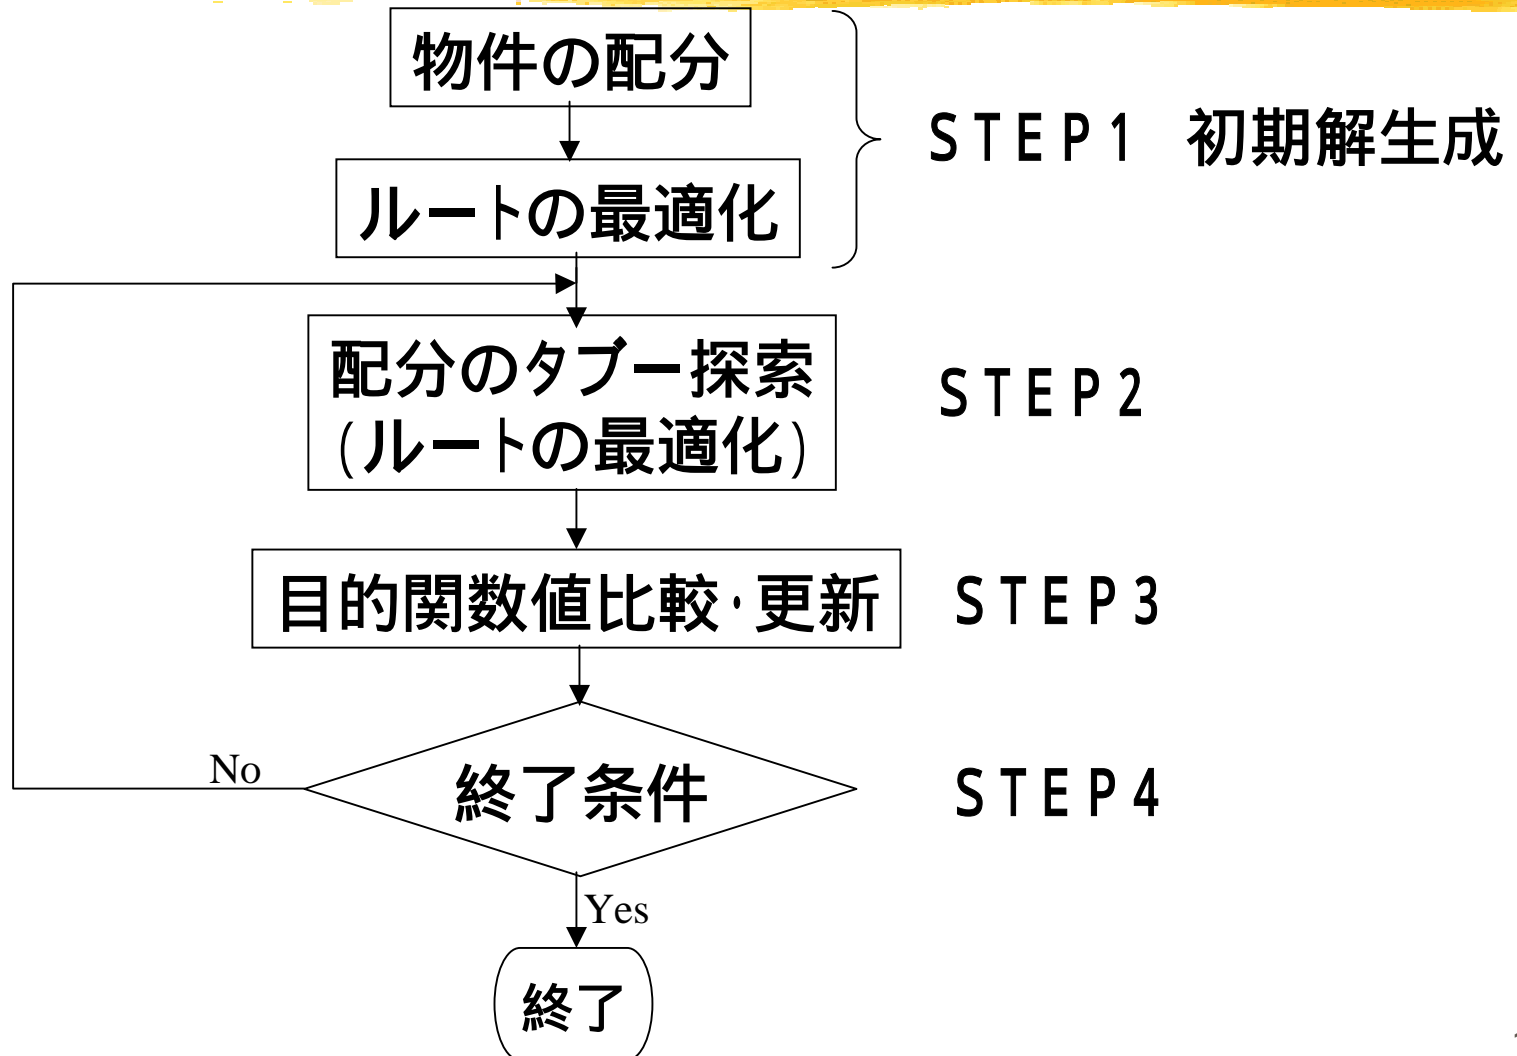 物件の配分
STEP1 初期解生成
ルートの最適化
配分のタブー探索
(ルートの最適化)
STEP2
目的関数値比較・更新
STEP3
No
終了条件
STEP4
Yes
終了